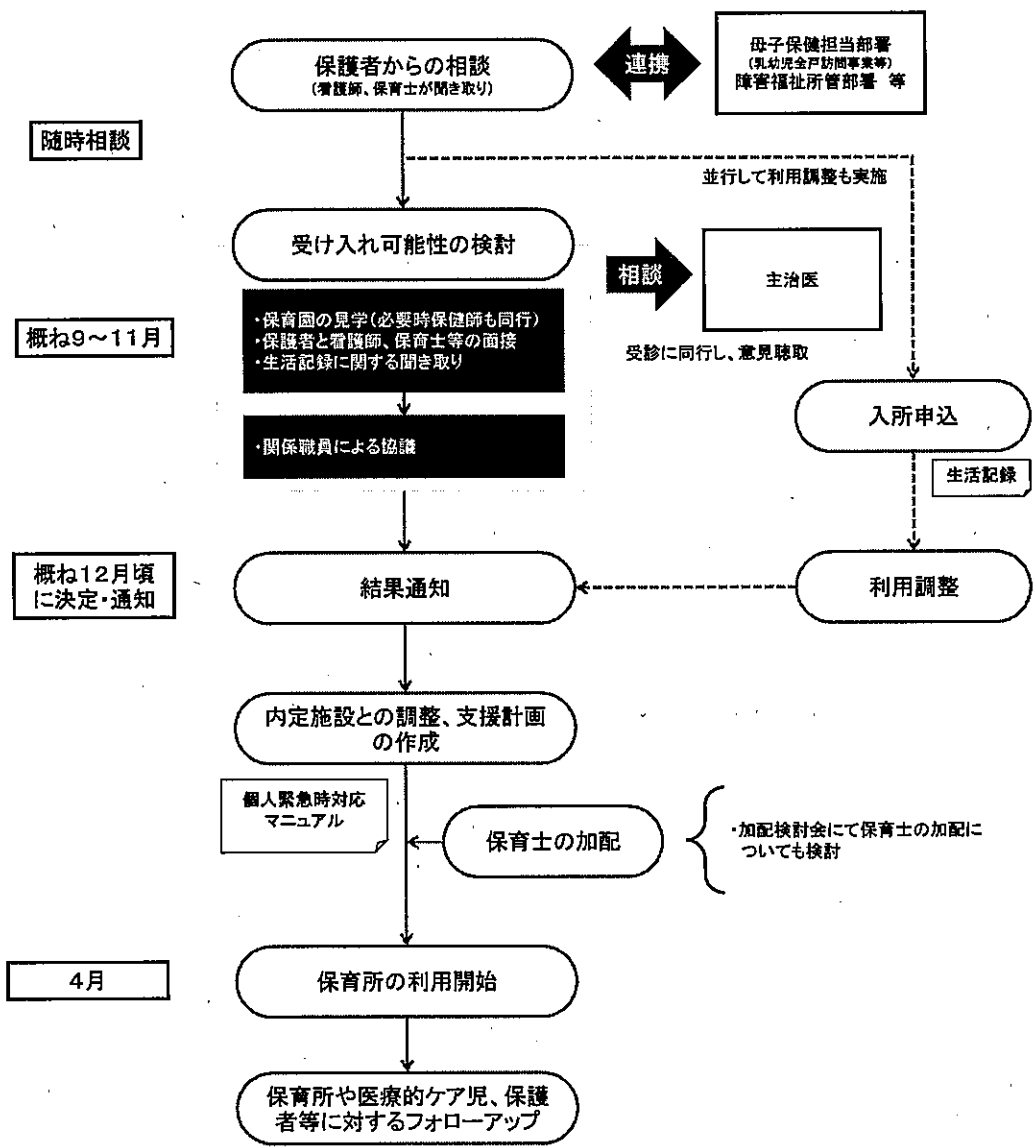 保護者からの相談
(看護師、保育士が聞き取り)
連携
母子保健担当部署
(乳幼児全戸訪問事業等)
障害福祉所管部署 等
随時相談
並行して利用調整も実施
受け入れ可能性の検討
相談
主治医
受診に同行し、意見聴取
概ね9～11月
・保育園の見学(必要時保健師も同行)
・保護者と看護師、保育士等の面接
・生活記録に関する聞き取り
・関係職員による協議
入所申込
生活記録
概ね12月頃
に決定・通知
結果通知
利用調整
内定施設との調整、支援計画
の作成
個人緊急時対応
マニュアル
保育士の加配
・加配検討会にて保育士の加配に
ついても検討
4月
保育所の利用開始
保育所や医療的ケア児、保護
者等に対するフォローアップ